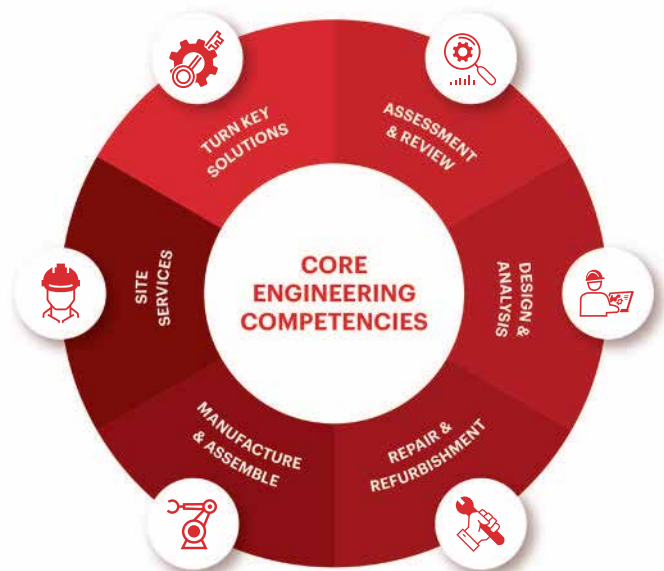 CORE
ENGINEERING
COMPETENCIES
TURN KEY
SOLUTIONS
ASSESSMENT
& REVIEW
DESIGN &
ANALYSIS
REPAIR &
REFURBISHMENT
MANUFACTURE
& ASSEMBLE
SITE
SERVICES